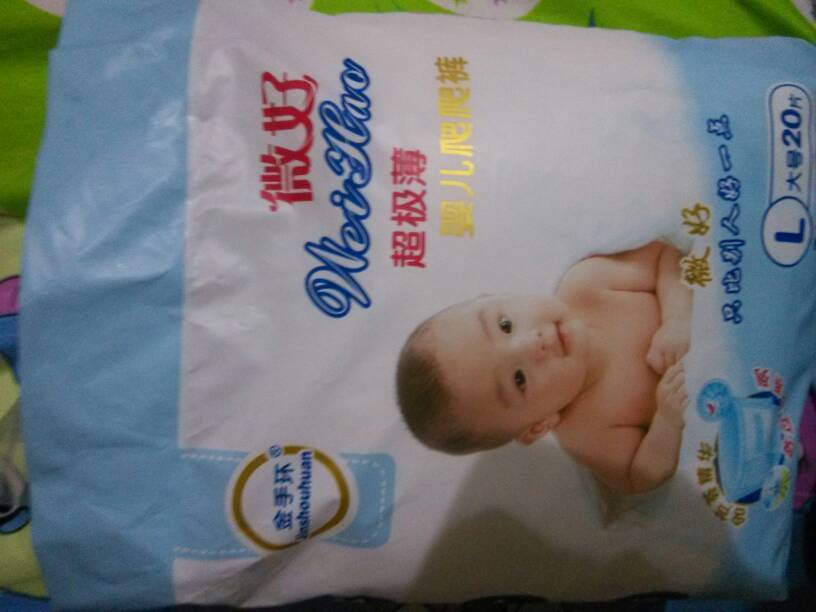 微好
WeiHao
超极薄
婴儿爬爬裤
金手环®
Jinshouhuan
微好
只比别人好一点
L 大号20片